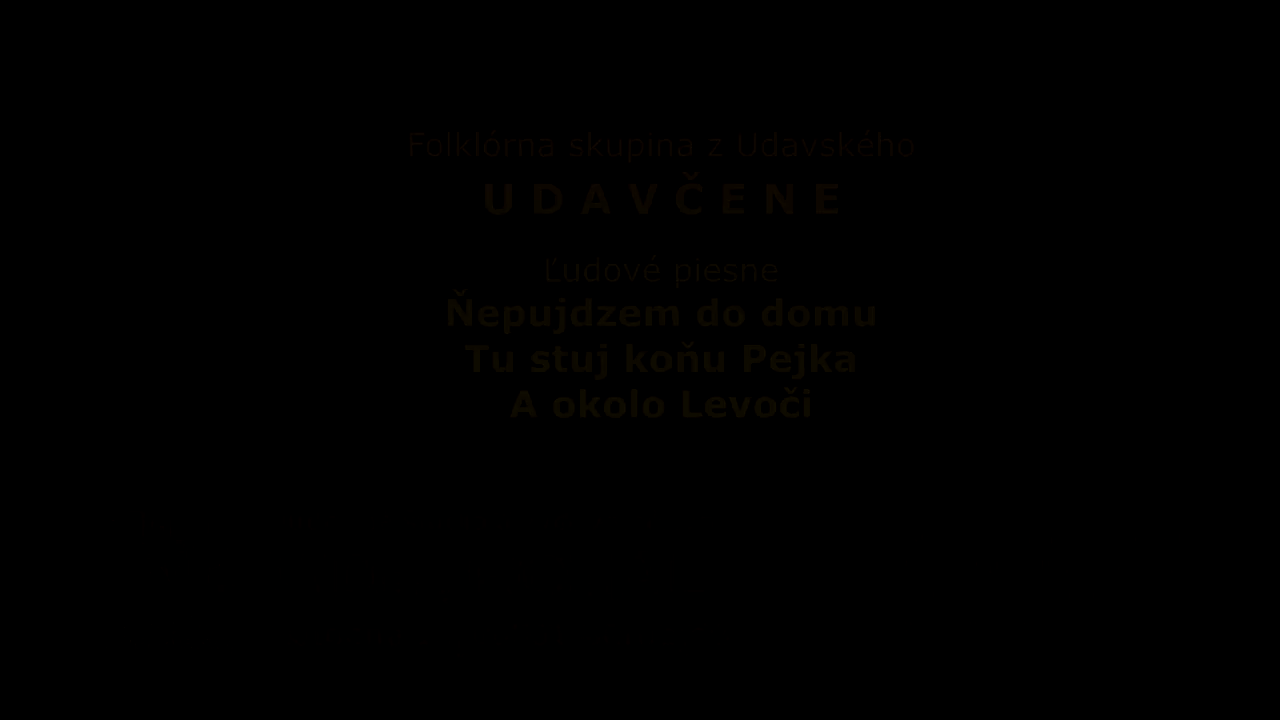 Folklórna skupina z Udavského
U D A V Č E N E
Ľudové piesne
Ňepujdzem do domu
Tu stuj koňu Pejka
A okolo Levoči